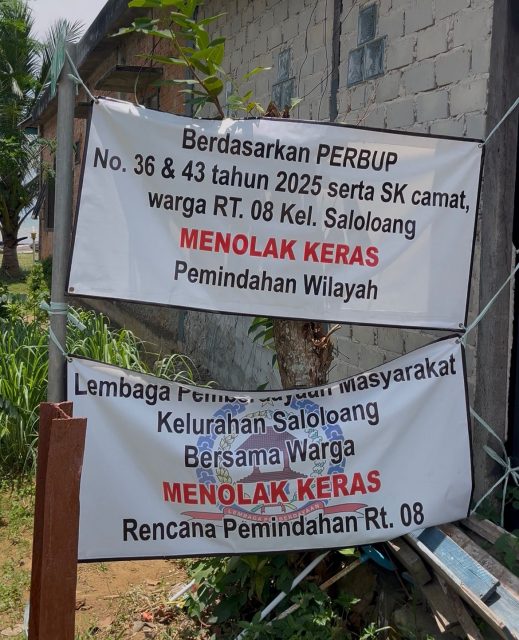 Berdasarkan PERBUP
No. 36 & 43 tahun 2025 serta SK camat,
warga RT. 08 Kel. Saloloang
MENOLAK KERAS
Pemindahan Wilayah
Lembaga Pemberdayaan Masyarakat
Kelurahan Saloloang
Bersama Warga
MENOLAK KERAS
Rencana Pemindahan Rt. 08